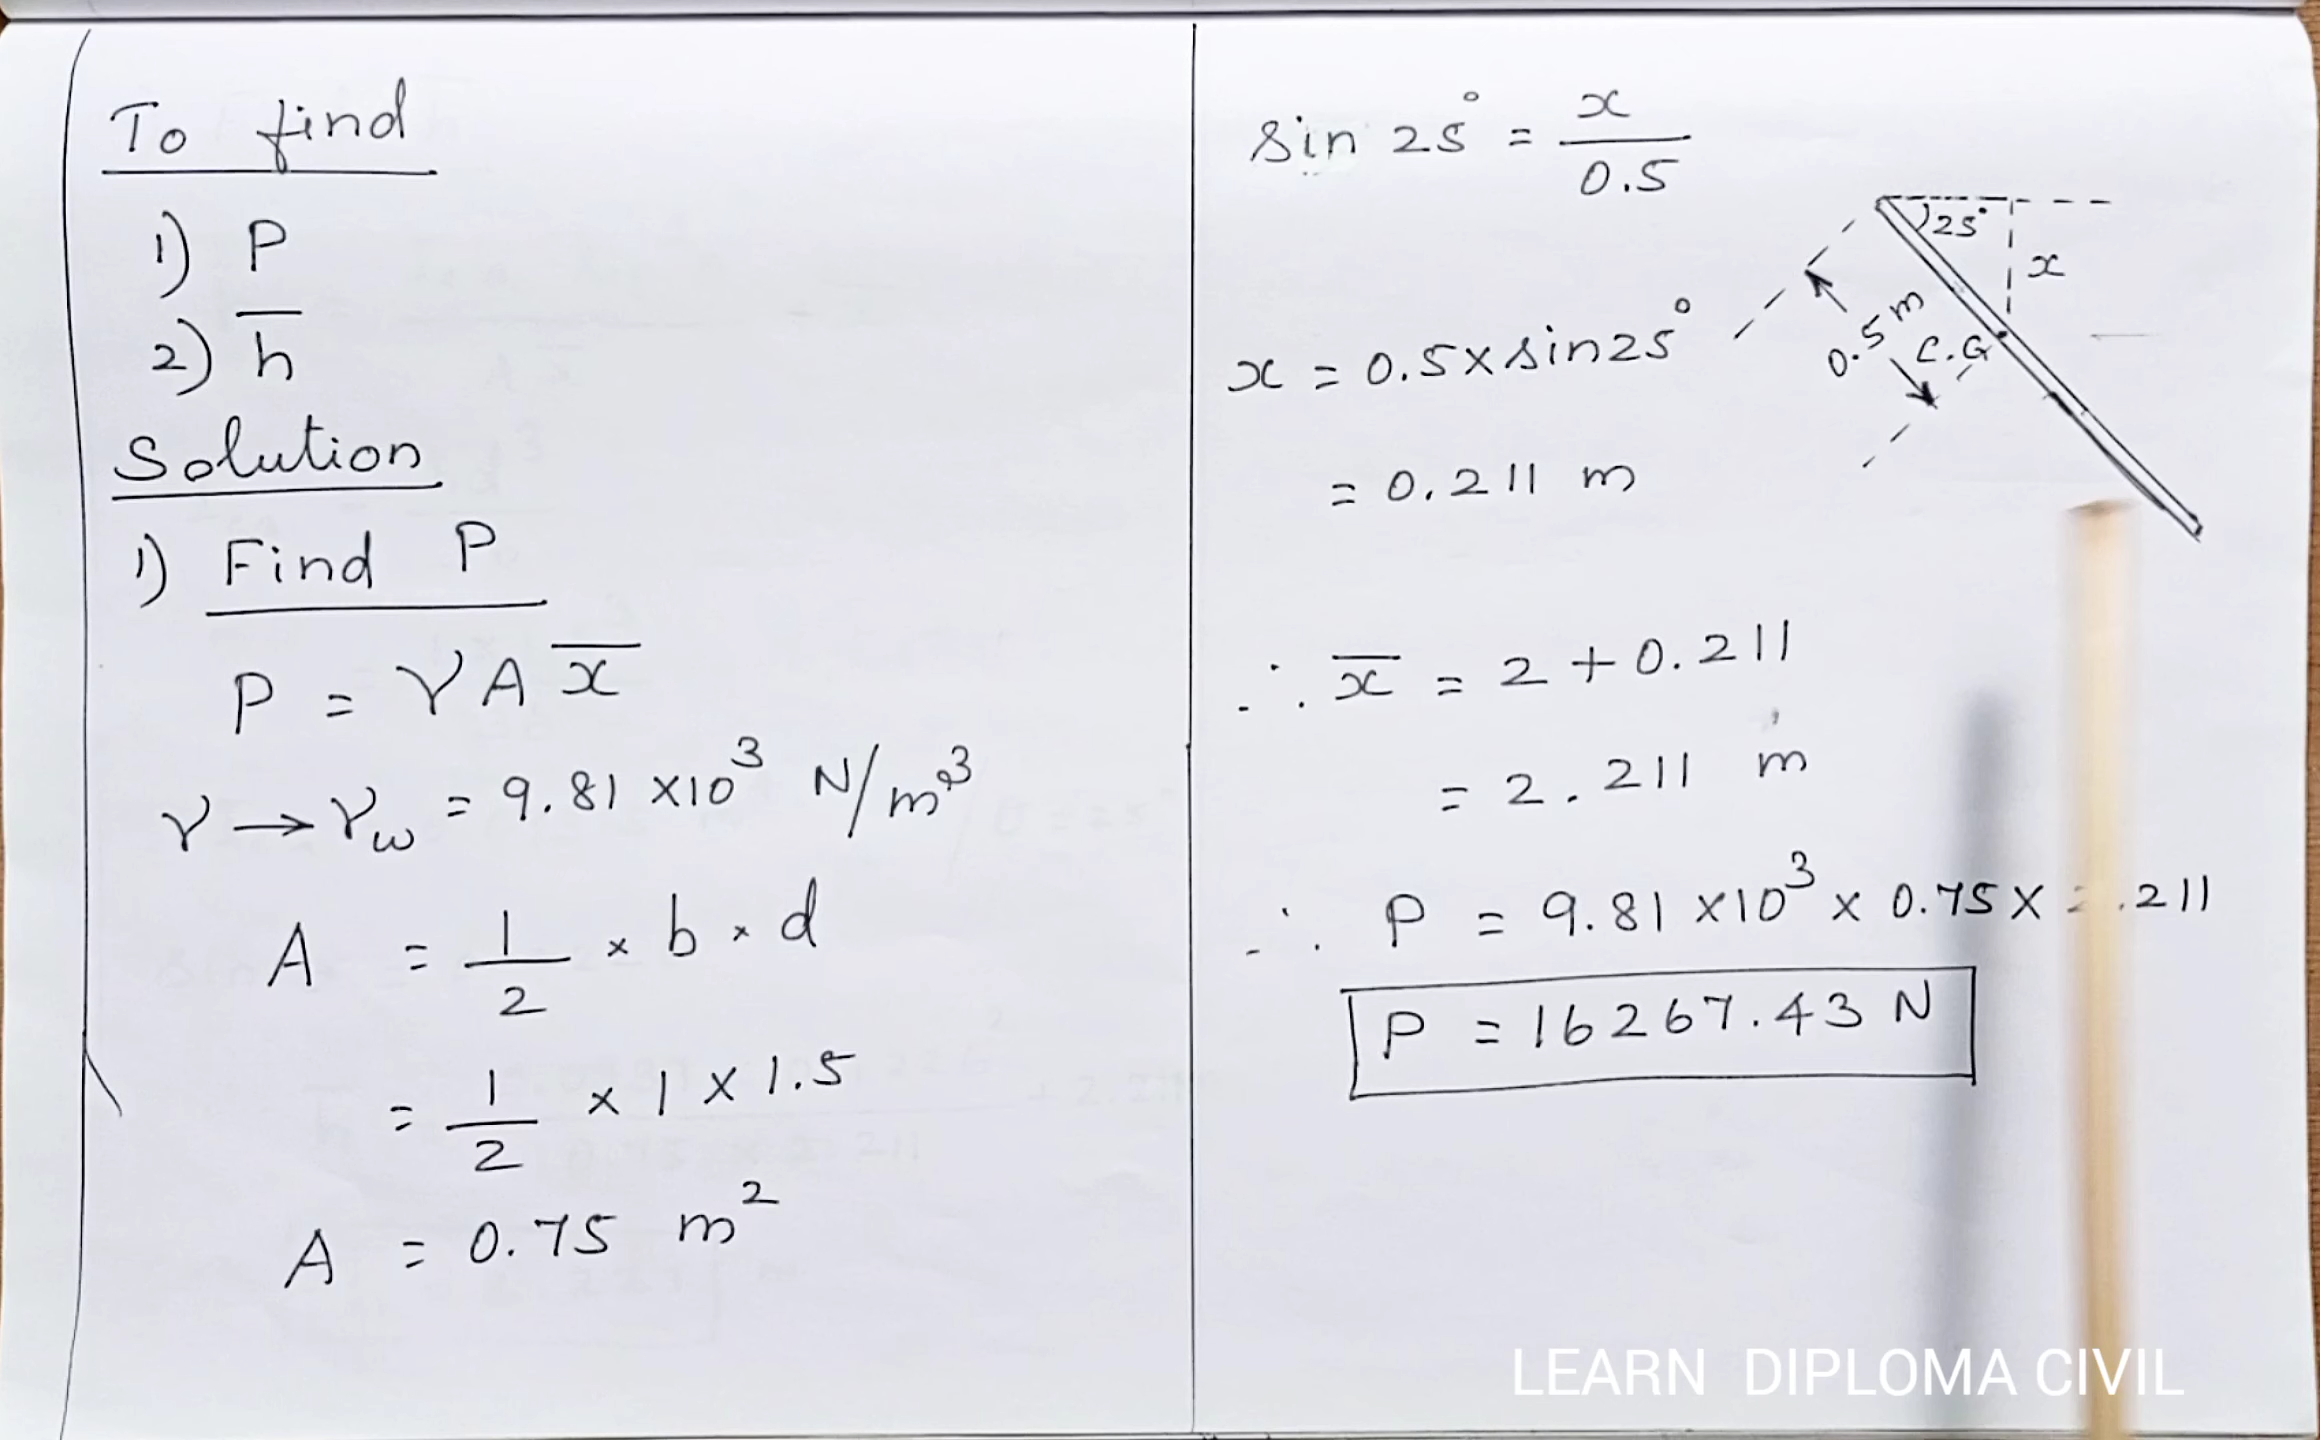 To find
1) P
2) h̅
Solution
1) Find P
P = γ A x̅
γ → γw = 9.81 ×10³ N/m³
A = 1/2 × b × d
= 1/2 × 1 × 1.5
A = 0.75 m²
sin 25° = x/0.5
x = 0.5 × sin25°
= 0.211 m
25°
x
0.5 m
C.G
∴ x̅ = 2 + 0.211
= 2.211 m
∴ P = 9.81 ×10³ × 0.75 × 2.211
P = 16267.43 N
LEARN DIPLOMA CIVIL